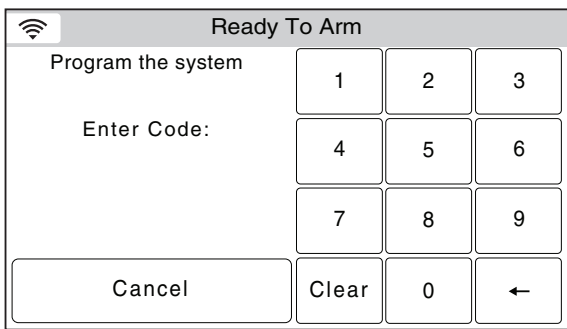 Ready To Arm
Program the system
Enter Code:
1 2 3
4 5 6
7 8 9
Cancel Clear 0 ←